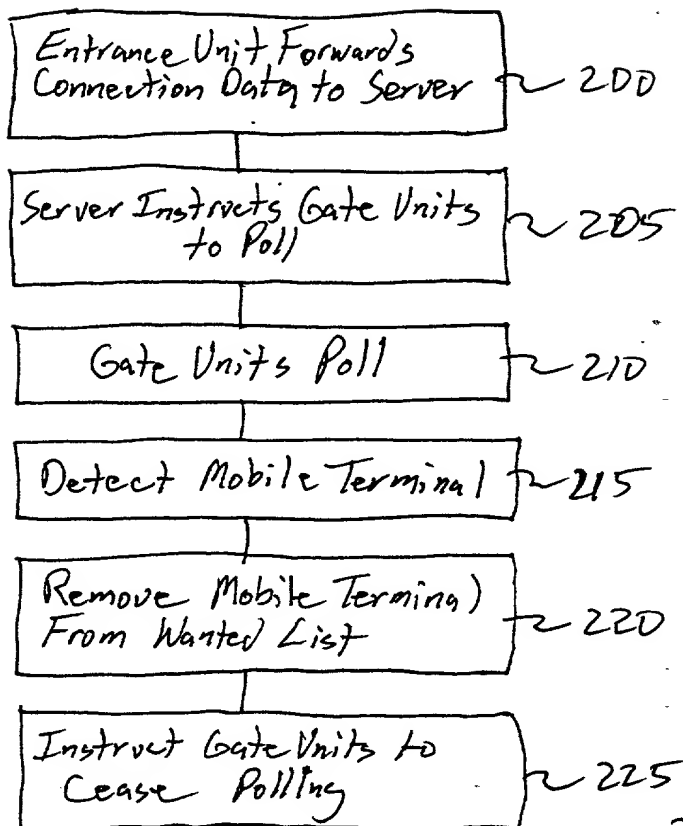 Entrance Unit Forwards
Connection Data to Server
200
Server Instructs Gate Units
to Poll
205
Gate Units Poll
210
Detect Mobile Terminal
215
Remove Mobile Terminal
From Wanted List
220
Instruct Gate Units to
Cease Polling
225